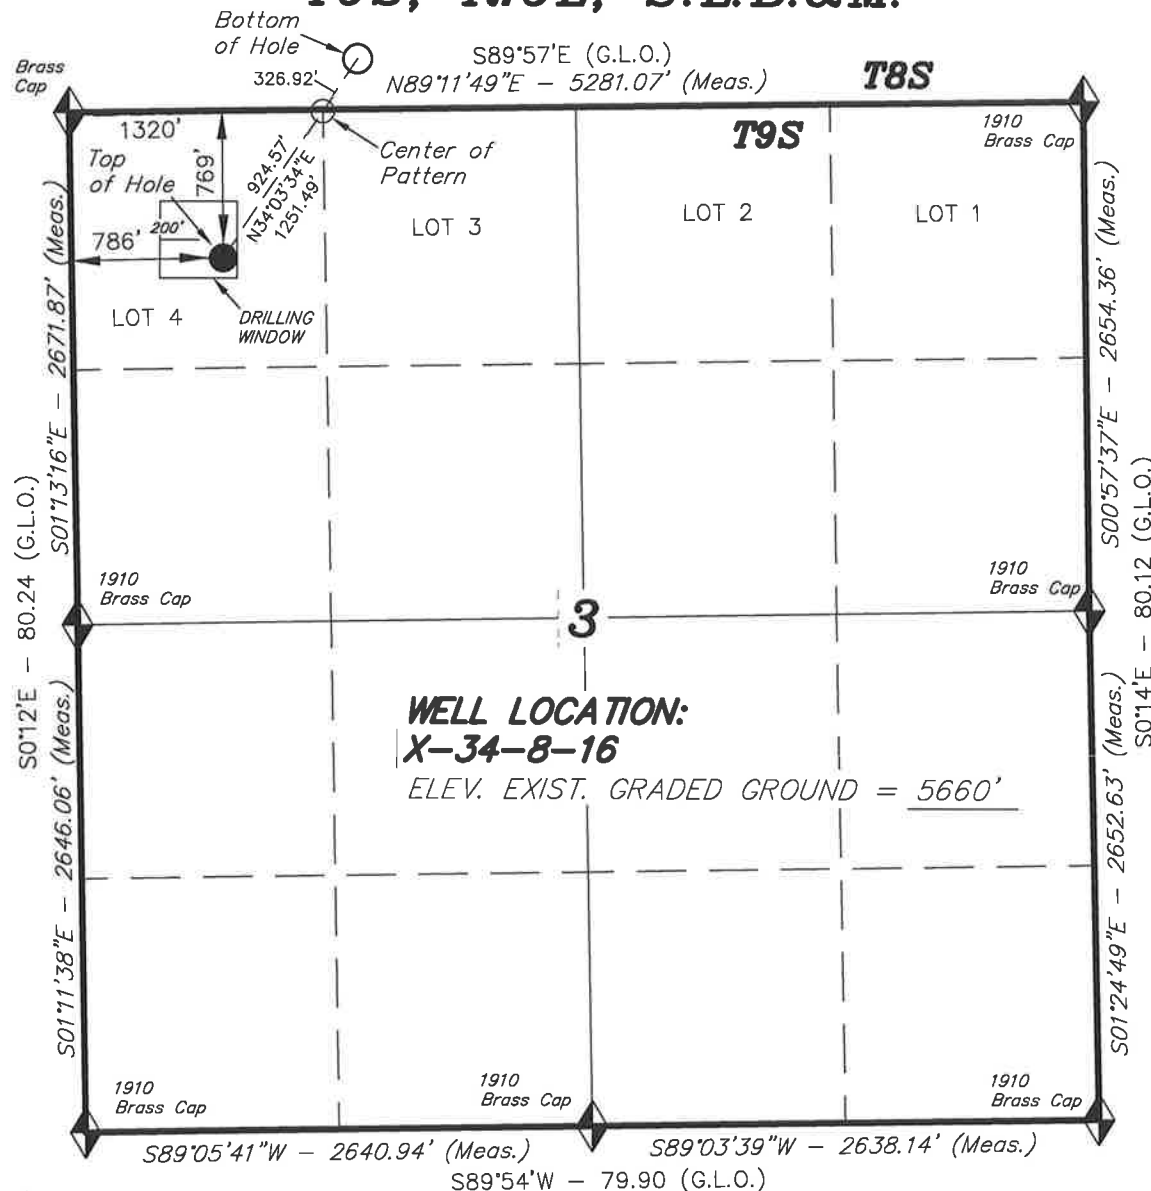 Bottom
of Hole
S89°57'E (G.L.O.)
N89°11'49"E – 5281.07' (Meas.)
T8S
Brass
Cap
326.92'
1320'
Center of
Pattern
T9S
1910
Brass Cap
Top
of Hole
769'
924.57'
N34°03'34"E
1251.49'
200'
786'
LOT 3
LOT 2
LOT 1
LOT 4
DRILLING
WINDOW
S01°13'16"E – 2671.87' (Meas.)
S00°57'37"E – 2654.36' (Meas.)
S0°12'E – 80.24 (G.L.O.)
S0°14'E – 80.12 (G.L.O.)
1910
Brass Cap
1910
Brass Cap
3
WELL LOCATION:
X–34–8–16
ELEV. EXIST. GRADED GROUND = 5660'
S01°11'38"E – 2646.06' (Meas.)
S01°24'49"E – 2652.63' (Meas.)
1910
Brass Cap
1910
Brass Cap
1910
Brass Cap
S89°05'41"W – 2640.94' (Meas.)
S89°03'39"W – 2638.14' (Meas.)
S89°54'W – 79.90 (G.L.O.)